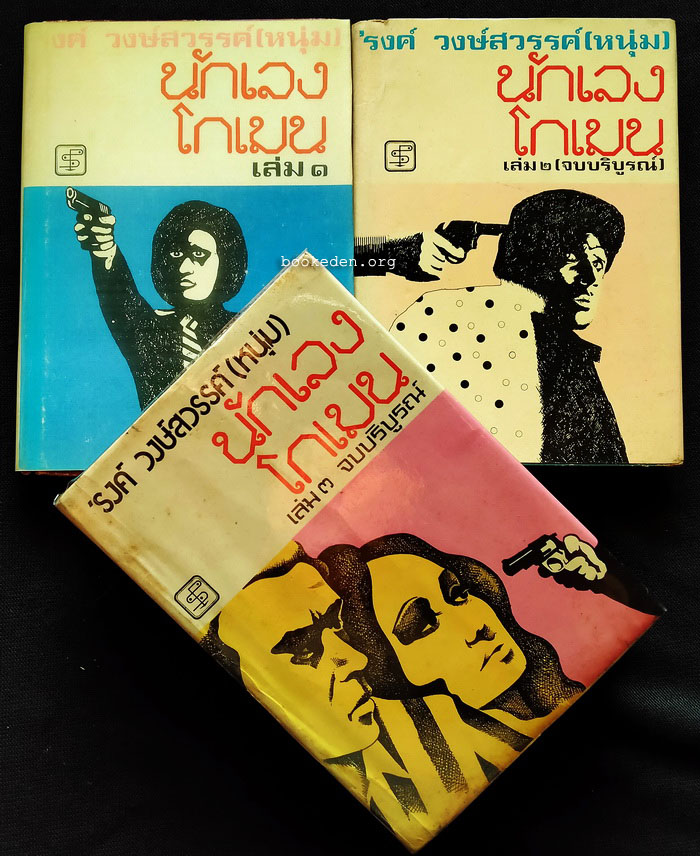 รงค์ วงษ์สวรรค์(หนุ่ม)
นักเลง
โกเมน
เล่ม ๑
'รงค์ วงษ์สวรรค์(หนุ่ม)
นักเลง
โกเมน
เล่ม ๒ (จบบริบูรณ์)
bookeden.org
'รงค์ วงษ์สวรรค์(หนุ่ม)
นักเลง
โกเมน
เล่ม ๓ จบบริบูรณ์